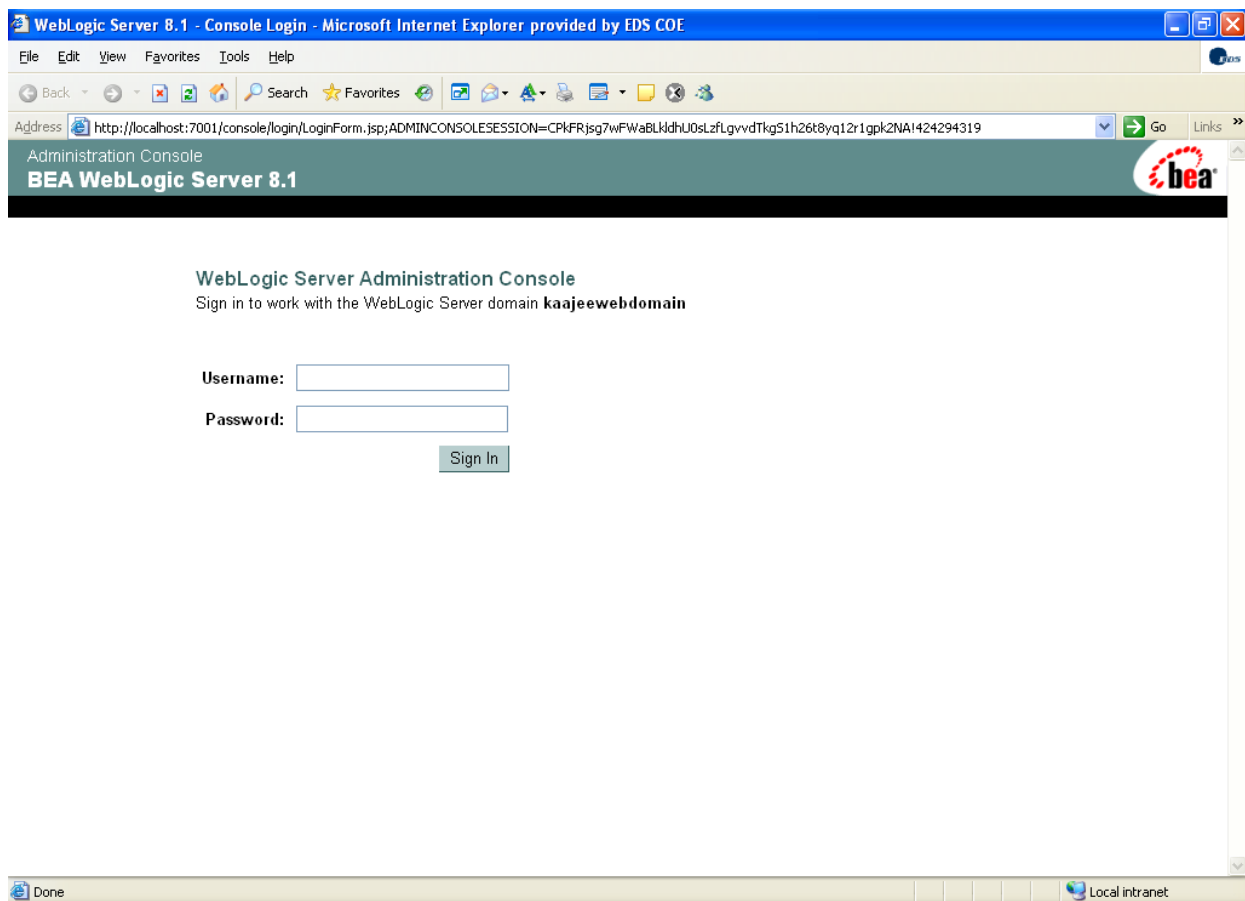 WebLogic Server 8.1 - Console Login - Microsoft Internet Explorer provided by EDS COE
File Edit View Favorites Tools Help
EDS
Back Search Favorites
Address http://localhost:7001/console/login/LoginForm.jsp;ADMINCONSOLESESSION=CPkFRjsg7wFWaBLkldhU0sLzfLgvvdTkgS1h26t8yq12r1gpk2NA!424294319 Go Links »
Administration Console
BEA WebLogic Server 8.1
bea
WebLogic Server Administration Console
Sign in to work with the WebLogic Server domain kaajeewebdomain
Username:
Password:
Sign In
Done Local intranet